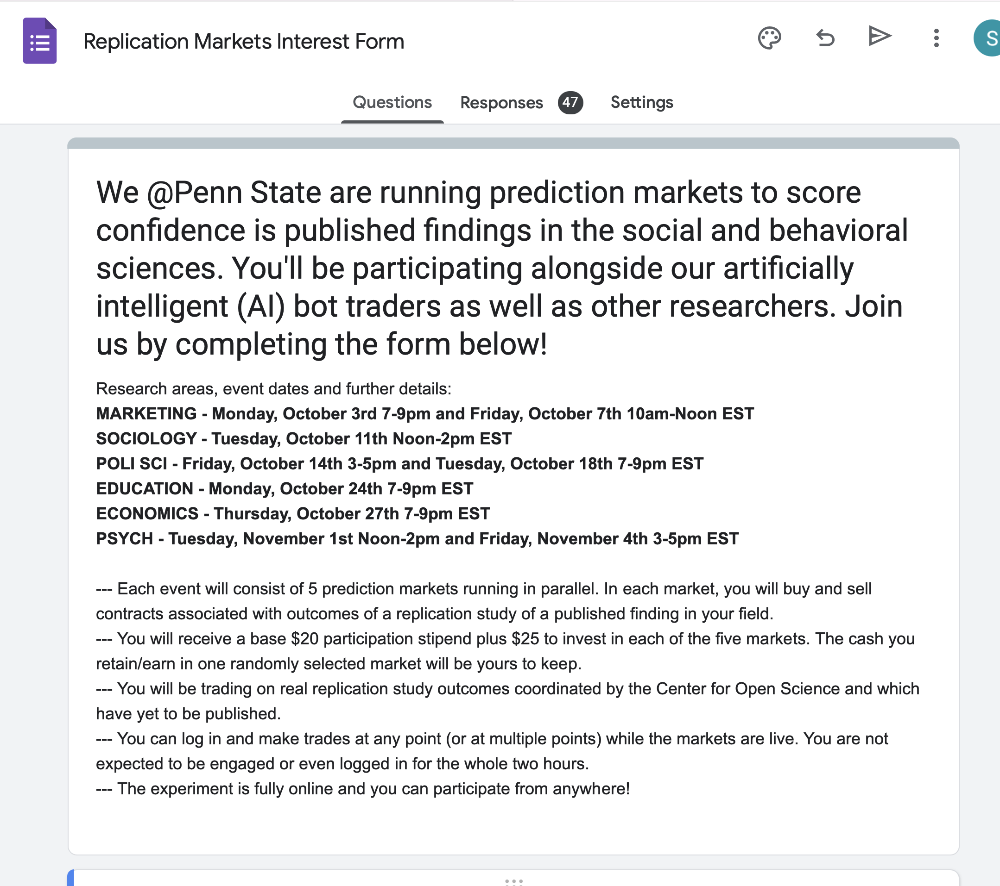 Replication Markets Interest Form
S
Questions Responses 47 Settings
We @Penn State are running prediction markets to score
confidence is published findings in the social and behavioral
sciences. You'll be participating alongside our artificially
intelligent (AI) bot traders as well as other researchers. Join
us by completing the form below!
Research areas, event dates and further details:
MARKETING - Monday, October 3rd 7-9pm and Friday, October 7th 10am-Noon EST
SOCIOLOGY - Tuesday, October 11th Noon-2pm EST
POLI SCI - Friday, October 14th 3-5pm and Tuesday, October 18th 7-9pm EST
EDUCATION - Monday, October 24th 7-9pm EST
ECONOMICS - Thursday, October 27th 7-9pm EST
PSYCH - Tuesday, November 1st Noon-2pm and Friday, November 4th 3-5pm EST
--- Each event will consist of 5 prediction markets running in parallel. In each market, you will buy and sell
contracts associated with outcomes of a replication study of a published finding in your field.
--- You will receive a base $20 participation stipend plus $25 to invest in each of the five markets. The cash you
retain/earn in one randomly selected market will be yours to keep.
--- You will be trading on real replication study outcomes coordinated by the Center for Open Science and which
have yet to be published.
--- You can log in and make trades at any point (or at multiple points) while the markets are live. You are not
expected to be engaged or even logged in for the whole two hours.
--- The experiment is fully online and you can participate from anywhere!